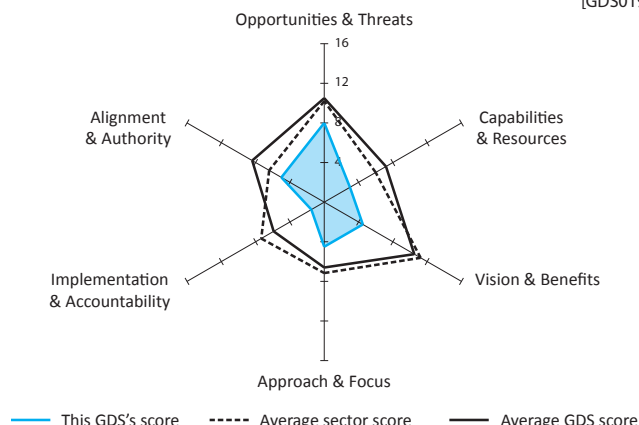 [GDS019
Opportunities & Threats
16
12
8
4
Alignment
& Authority
Capabilities
& Resources
Implementation
& Accountability
Vision & Benefits
Approach & Focus
This GDS's score
Average sector score
Average GDS score